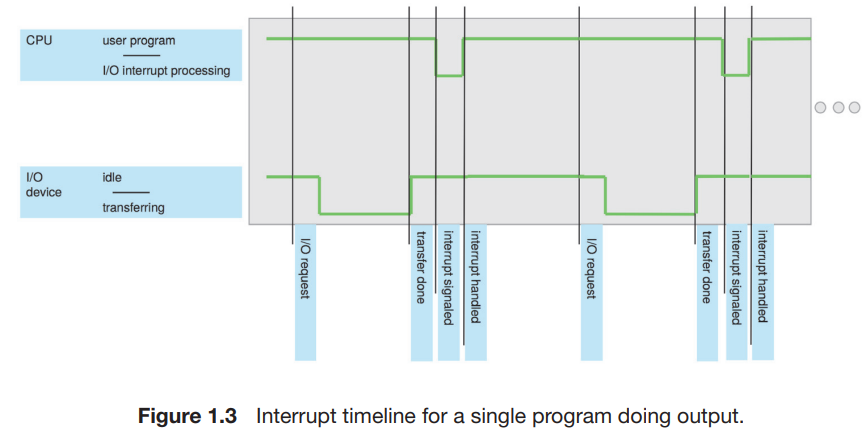 CPU
user program
I/O interrupt processing
I/O
device
idle
transferring
I/O request
transfer done
interrupt signaled
interrupt handled
I/O request
transfer done
interrupt signaled
interrupt handled
Figure 1.3 Interrupt timeline for a single program doing output.